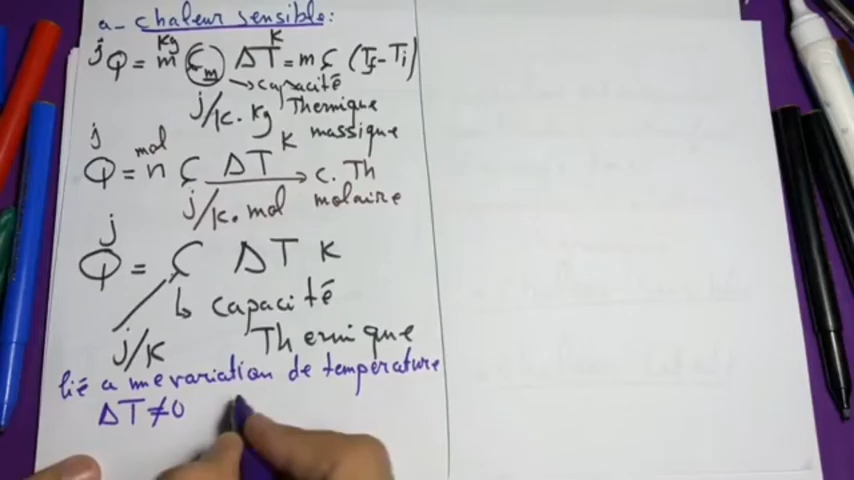 a - chaleur sensible:
j Q = m kg Cm ΔT K = m C (Tf - Ti)
→ capacité
j/K. Kg Thermique
massique
j Q = n mol C ΔT K → c. Th
j/K. mol molaire
j
Q = C ΔT K
↳ capacité
j/K Thermique
lié a une variation de température
ΔT ≠ 0